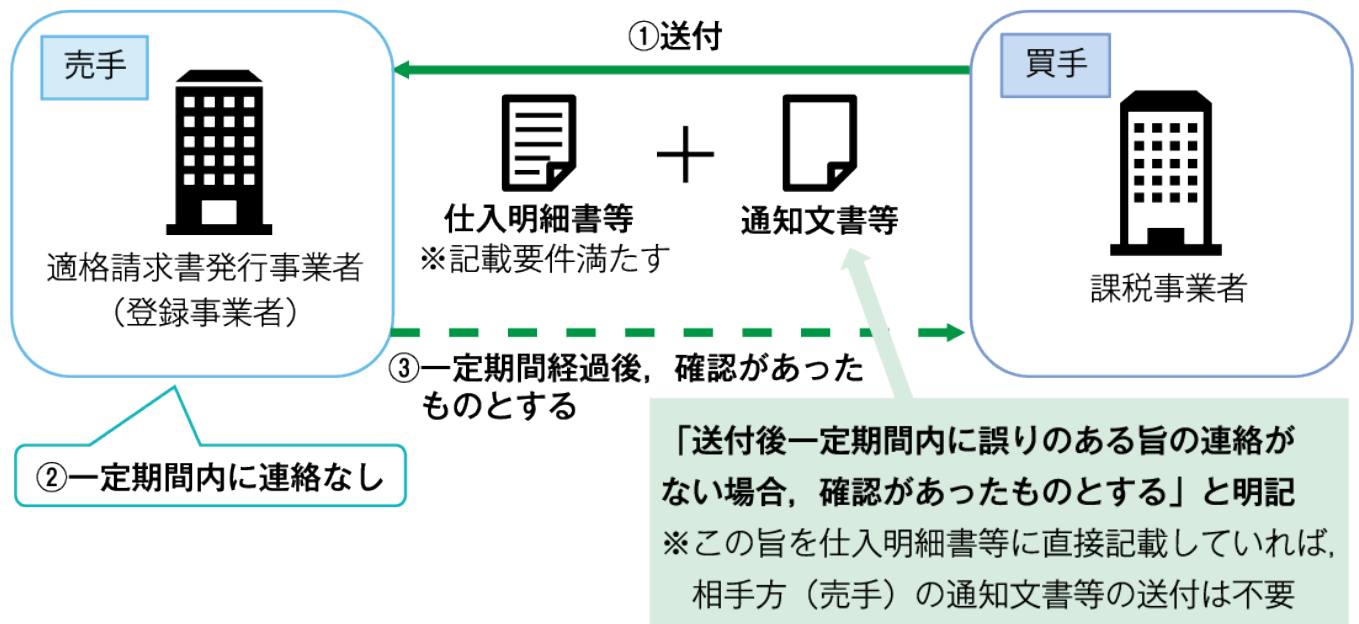 ①送付
売手
買手
仕入明細書等
※記載要件満たす
通知文書等
適格請求書発行事業者
（登録事業者）
課税事業者
③一定期間経過後，確認があった
ものとする
②一定期間内に連絡なし
「送付後一定期間内に誤りのある旨の連絡が
ない場合，確認があったものとする」と明記
※この旨を仕入明細書等に直接記載していれば，
相手方（売手）の通知文書等の送付は不要